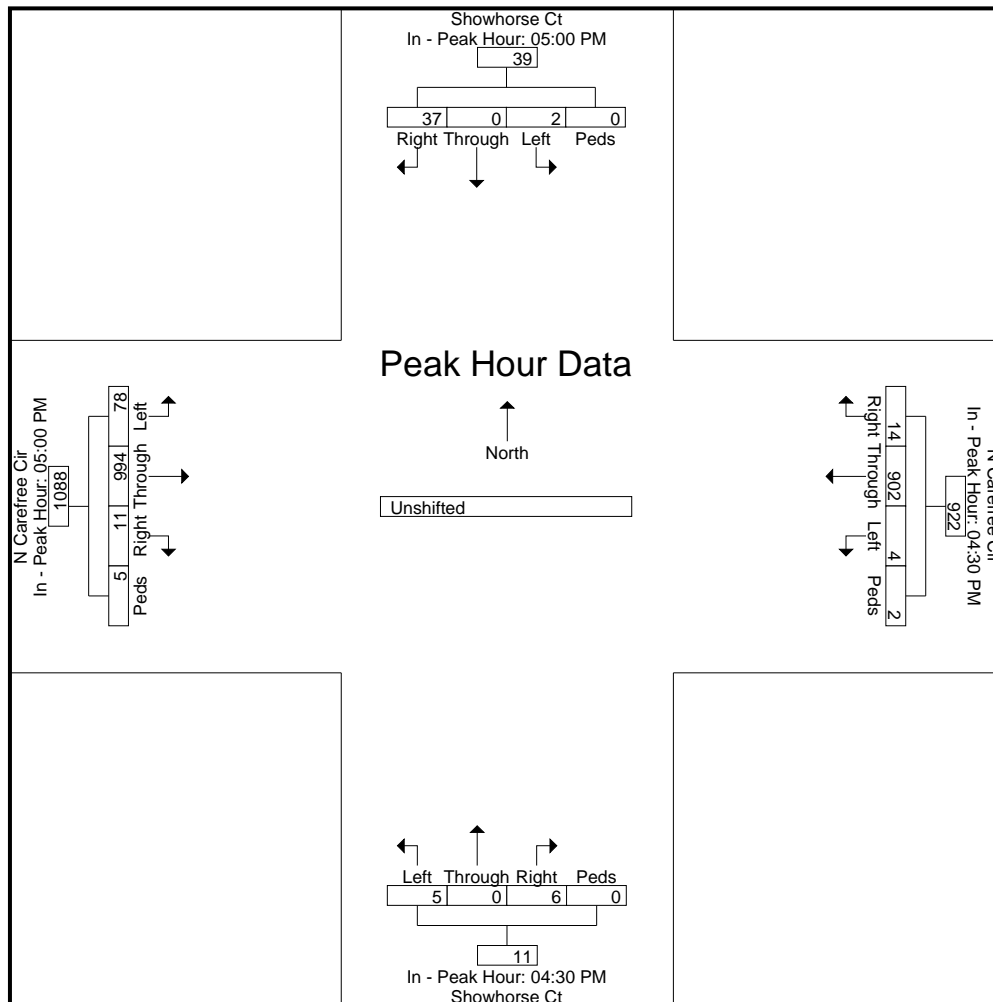 Showhorse Ct
In - Peak Hour: 05:00 PM
39
37 0 2 0
Right Through Left Peds
Peak Hour Data
North
Unshifted
N Carefree Cir
In - Peak Hour: 05:00 PM
1088
78 994 11 5
Left Through Right Peds
N Carefree Cir
In - Peak Hour: 04:30 PM
922
14 902 4 2
Right Through Left Peds
Left Through Right Peds
5 0 6 0
11
In - Peak Hour: 04:30 PM
Showhorse Ct